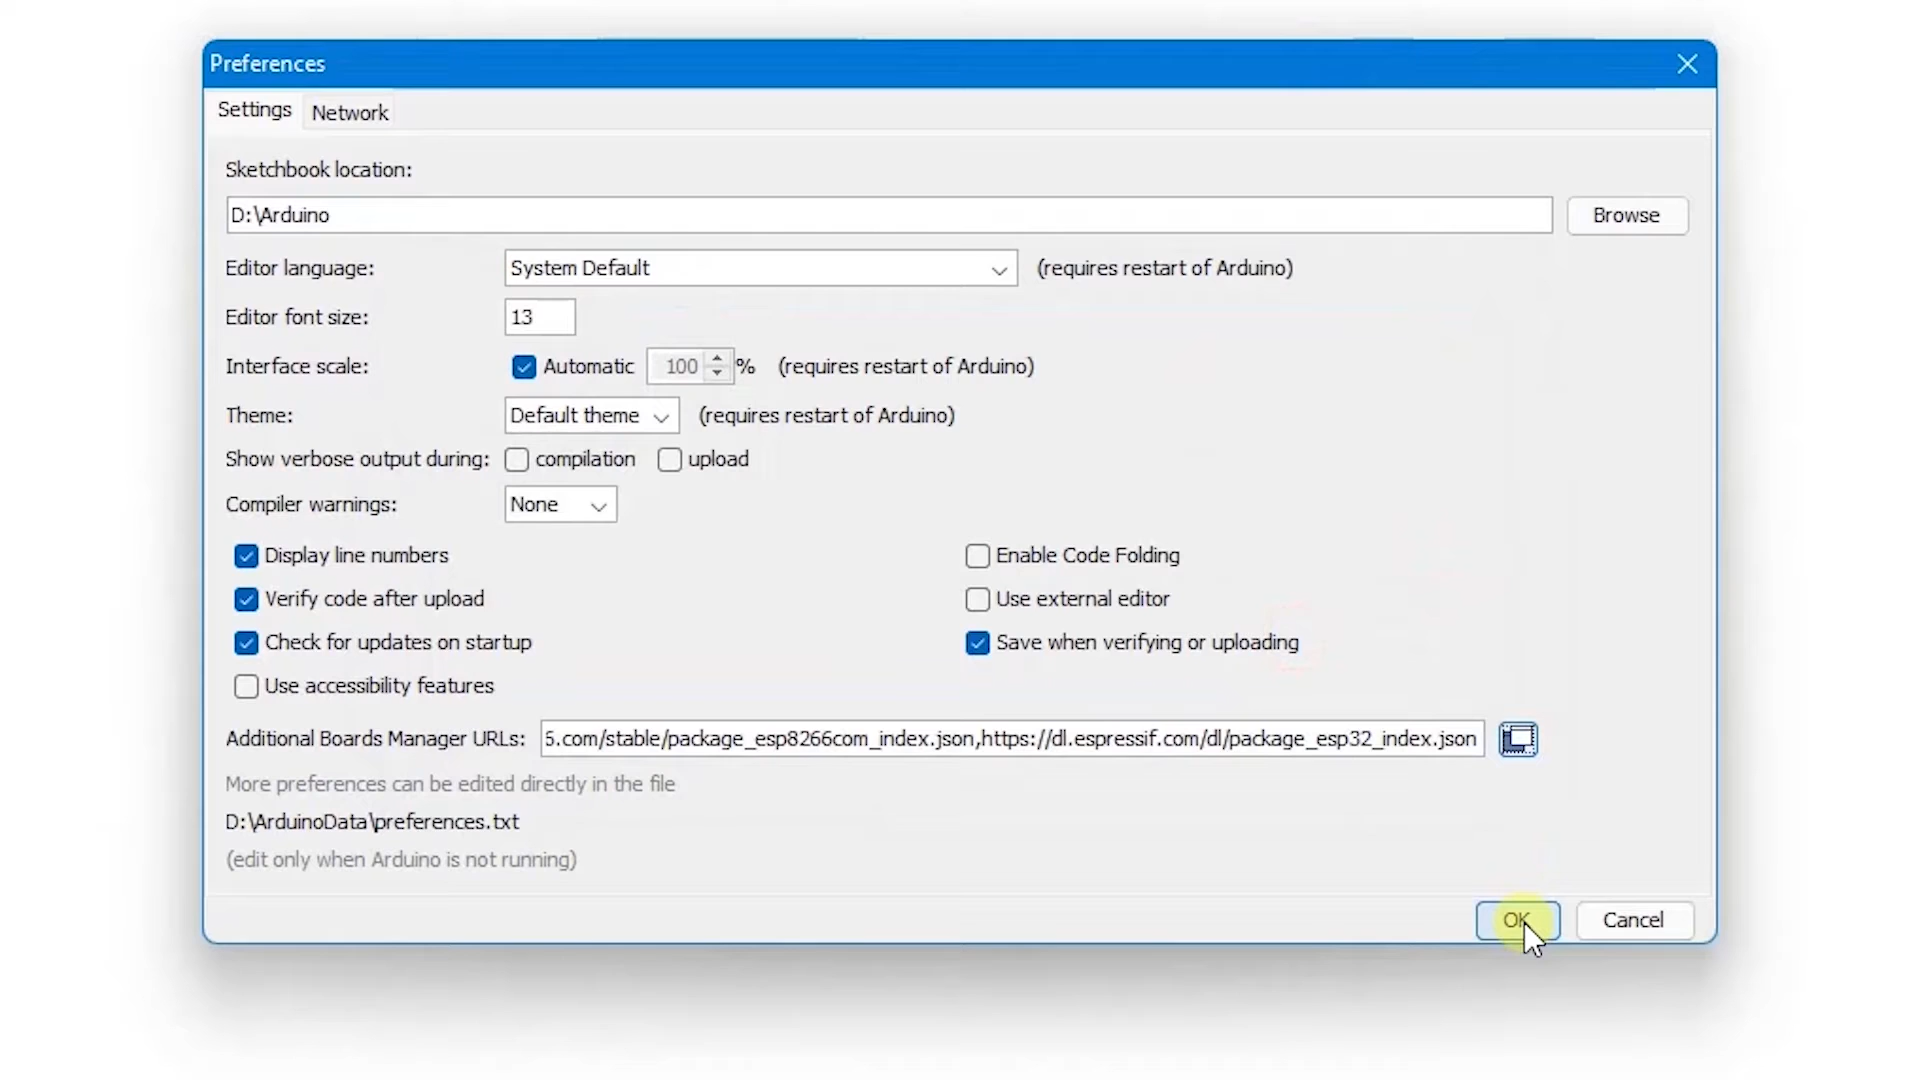 Preferences
Settings Network
Sketchbook location:
D:\Arduino Browse
Editor language: System Default (requires restart of Arduino)
Editor font size: 13
Interface scale: Automatic 100 % (requires restart of Arduino)
Theme: Default theme (requires restart of Arduino)
Show verbose output during: compilation upload
Compiler warnings: None
Display line numbers Enable Code Folding
Verify code after upload Use external editor
Check for updates on startup Save when verifying or uploading
Use accessibility features
Additional Boards Manager URLs: 5.com/stable/package_esp8266com_index.json,https://dl.espressif.com/dl/package_esp32_index.json
More preferences can be edited directly in the file
D:\ArduinoData\preferences.txt
(edit only when Arduino is not running)
OK Cancel